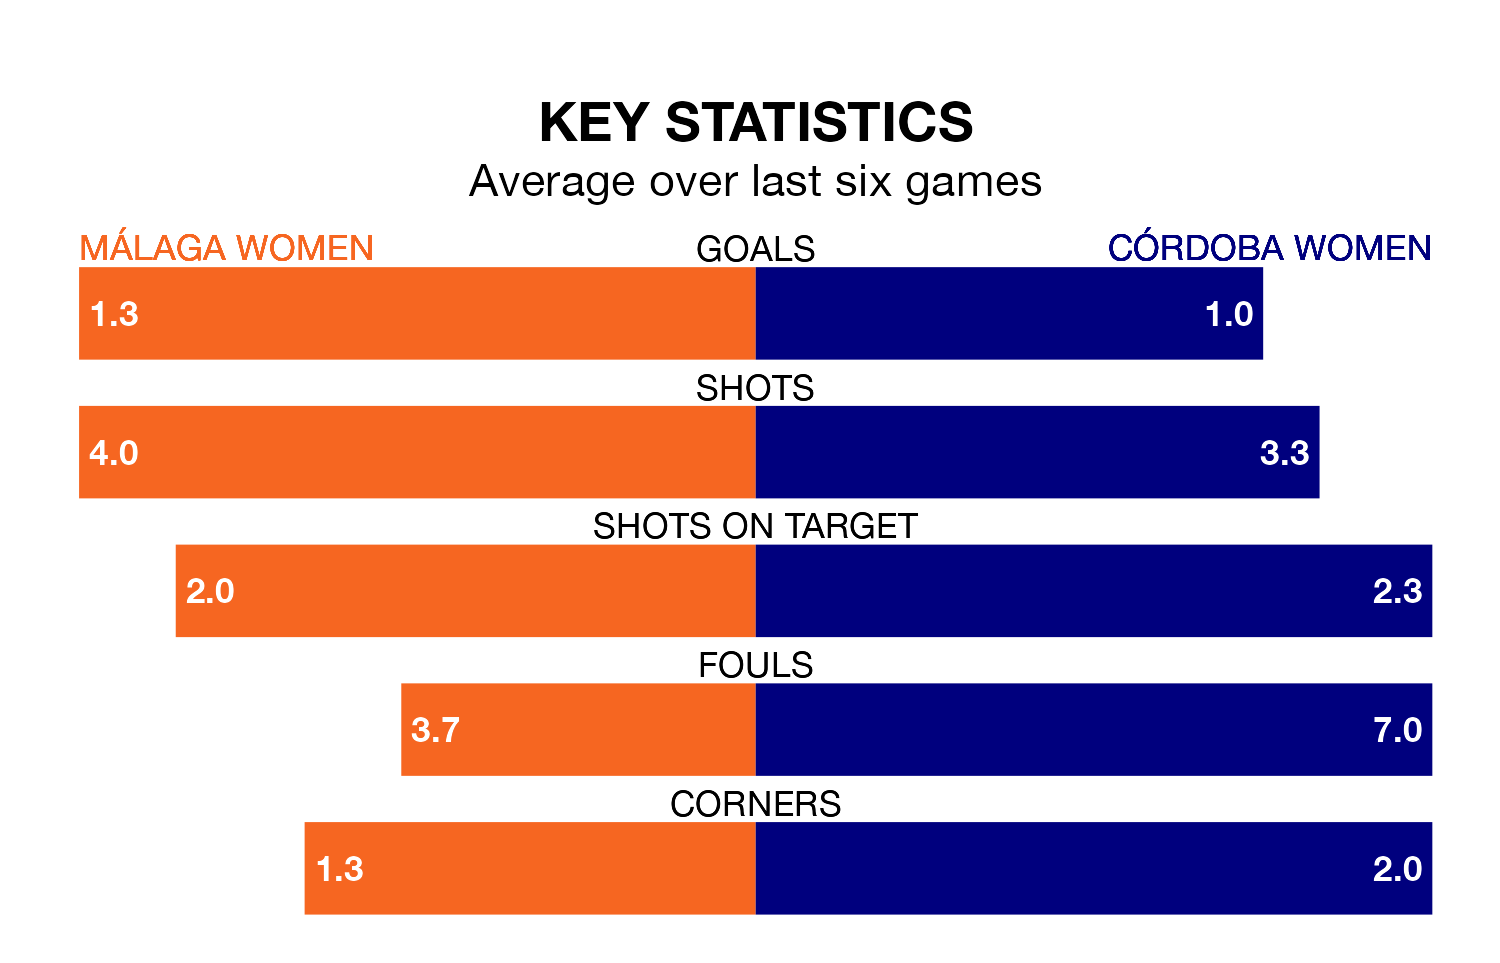 KEY STATISTICS
Average over last six games
MÁLAGA WOMEN GOALS CÓRDOBA WOMEN
1.3 1.0
SHOTS
4.0 3.3
SHOTS ON TARGET
2.0 2.3
FOULS
3.7 7.0
CORNERS
1.3 2.0